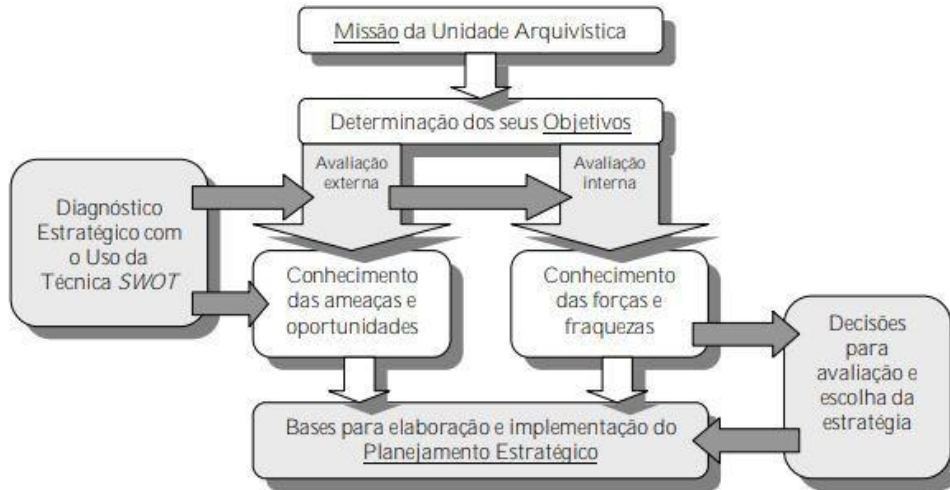 Missão da Unidade Arquivística
Determinação dos seus Objetivos
Avaliação
externa
Avaliação
interna
Diagnóstico
Estratégico com
o Uso da
Técnica SWOT
Conhecimento
das ameaças e
oportunidades
Conhecimento
das forças e
fraquezas
Decisões
para
avaliação e
escolha da
estratégia
Bases para elaboração e implementação do
Planejamento Estratégico